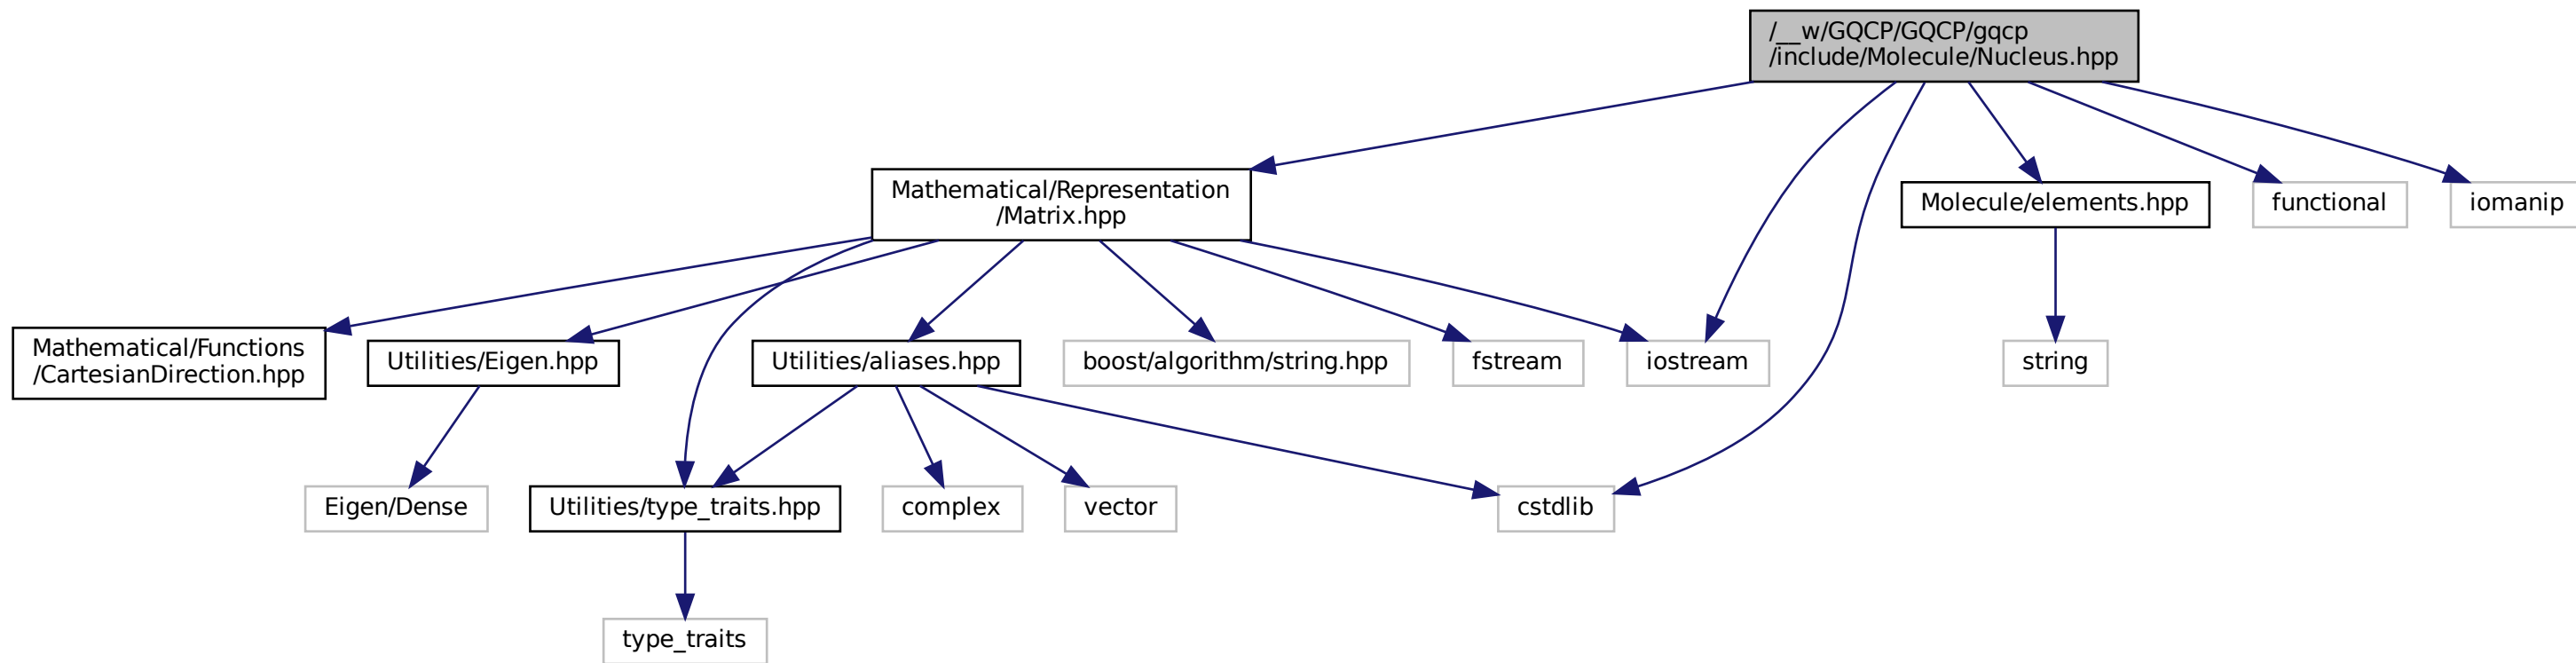 /__w/GQCP/GQCP/gqcp
/include/Molecule/Nucleus.hpp
Mathematical/Representation
/Matrix.hpp
Molecule/elements.hpp
functional
iomanip
Mathematical/Functions
/CartesianDirection.hpp
Utilities/Eigen.hpp
Utilities/aliases.hpp
boost/algorithm/string.hpp
fstream
iostream
string
Eigen/Dense
Utilities/type_traits.hpp
complex
vector
cstdlib
type_traits